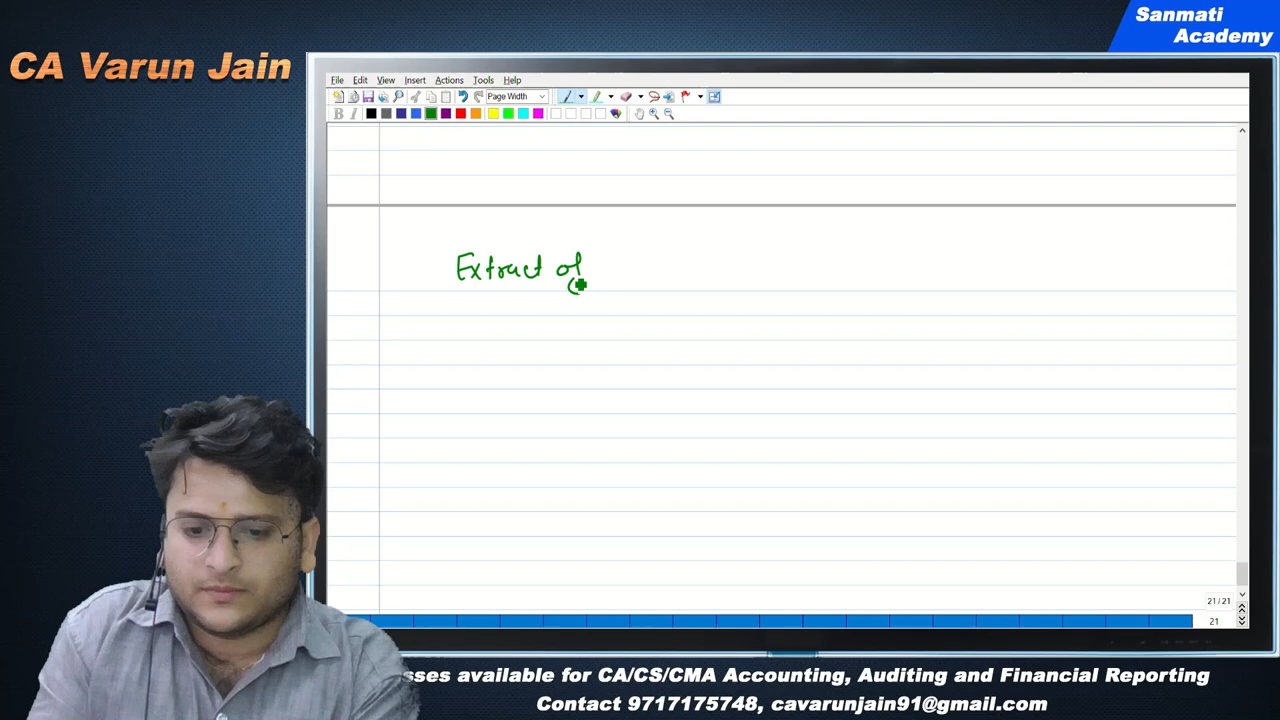 Sanmati
Academy
CA Varun Jain
File Edit View Insert Actions Tools Help
Page Width
B I
Extract of
21 / 21
21
sses available for CA/CS/CMA Accounting, Auditing and Financial Reporting
Contact 9717175748, cavarunjain91@gmail.com